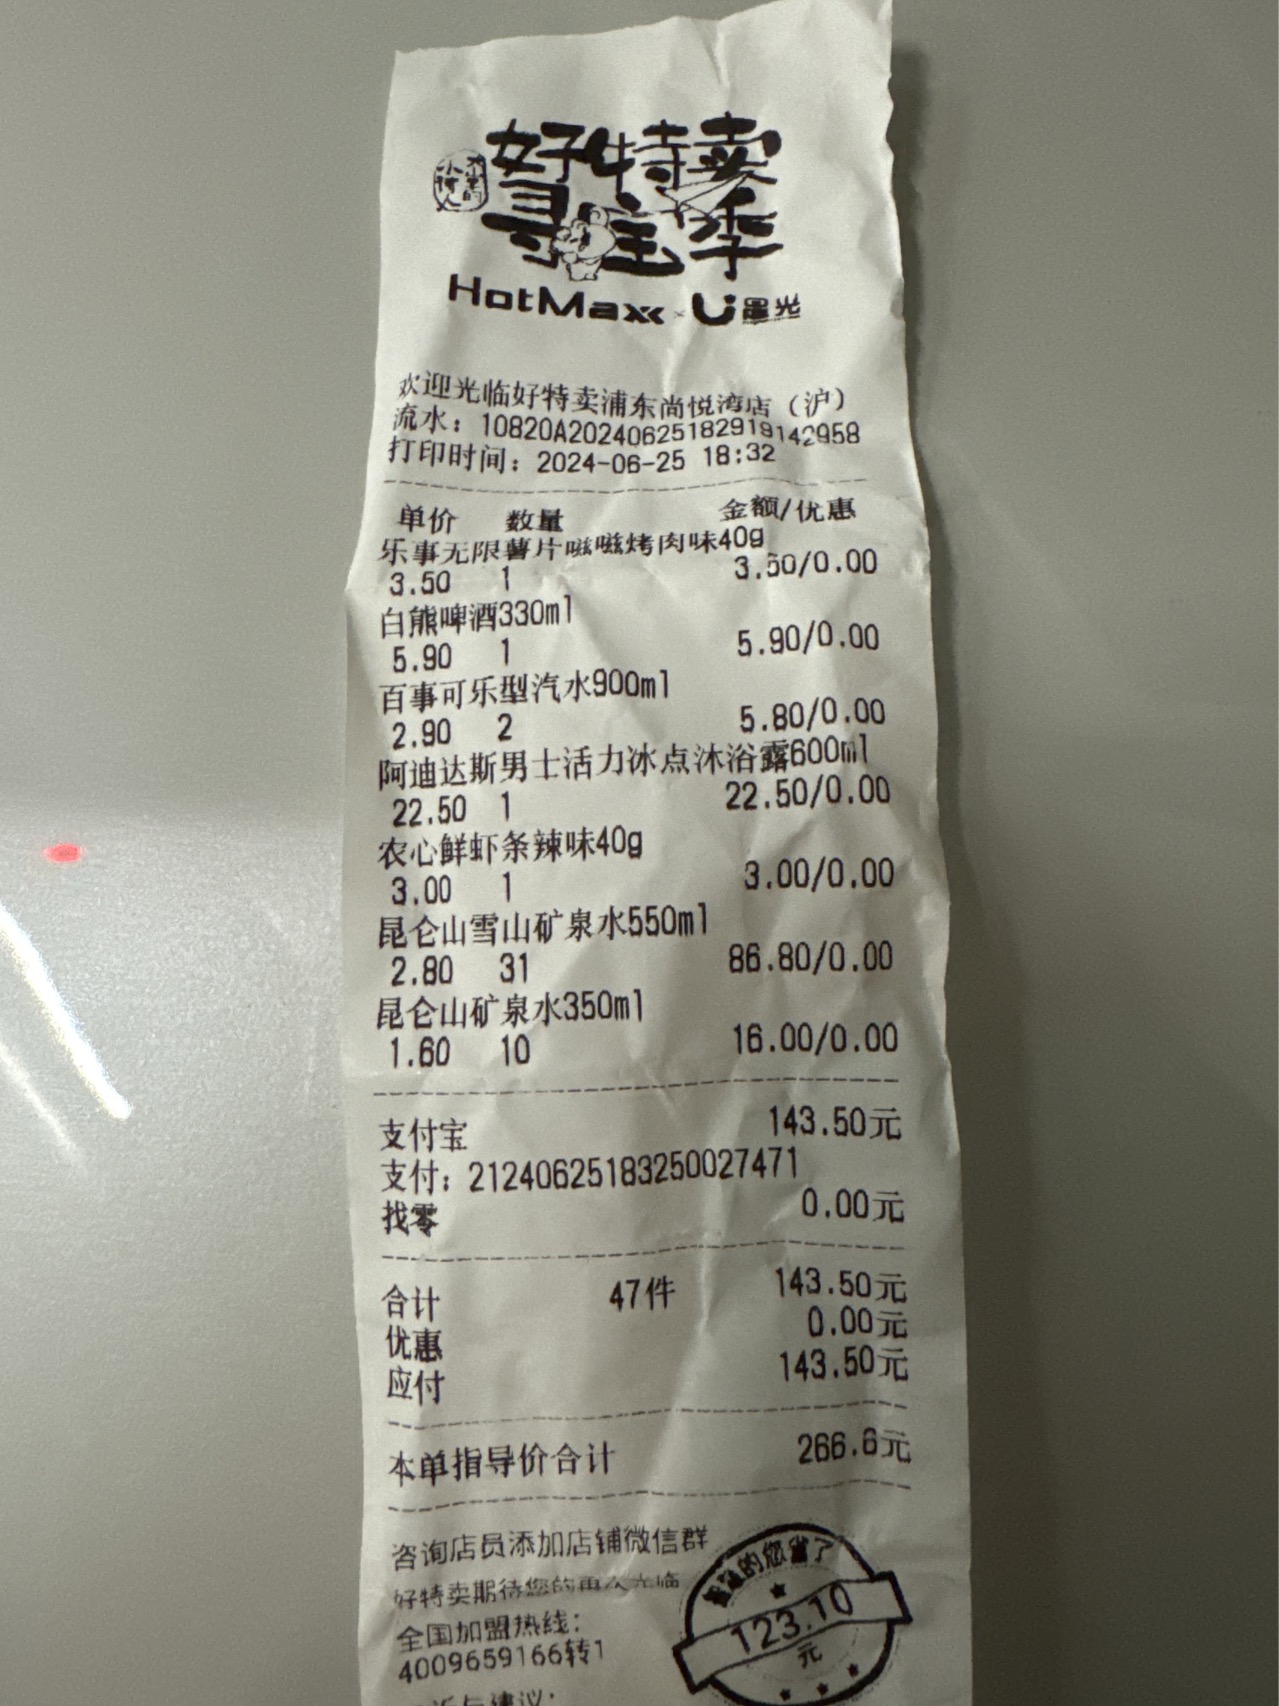 好特卖
寻宝季
HotMaxx × U 星光
欢迎光临好特卖浦东尚悦湾店（沪）
流水：10820A20240625182919142958
打印时间：2024-06-25 18:32
单价 数量 金额/优惠
乐事无限薯片嗞嗞烤肉味40g
3.50 1 3.50/0.00
白熊啤酒330ml
5.90 1 5.90/0.00
百事可乐型汽水900ml
2.90 2 5.80/0.00
阿迪达斯男士活力冰点沐浴露600ml
22.50 1 22.50/0.00
农心鲜虾条辣味40g
3.00 1 3.00/0.00
昆仑山雪山矿泉水550ml
2.80 31 86.80/0.00
昆仑山矿泉水350ml
1.60 10 16.00/0.00
支付宝 143.50元
支付：21240625183250027471
找零 0.00元
合计 47件 143.50元
优惠 0.00元
应付 143.50元
本单指导价合计 266.6元
咨询店员添加店铺微信群
好特卖期待您的再次光临
全国加盟热线：
4009659166转1
的您省了
123.10
元
与建议：